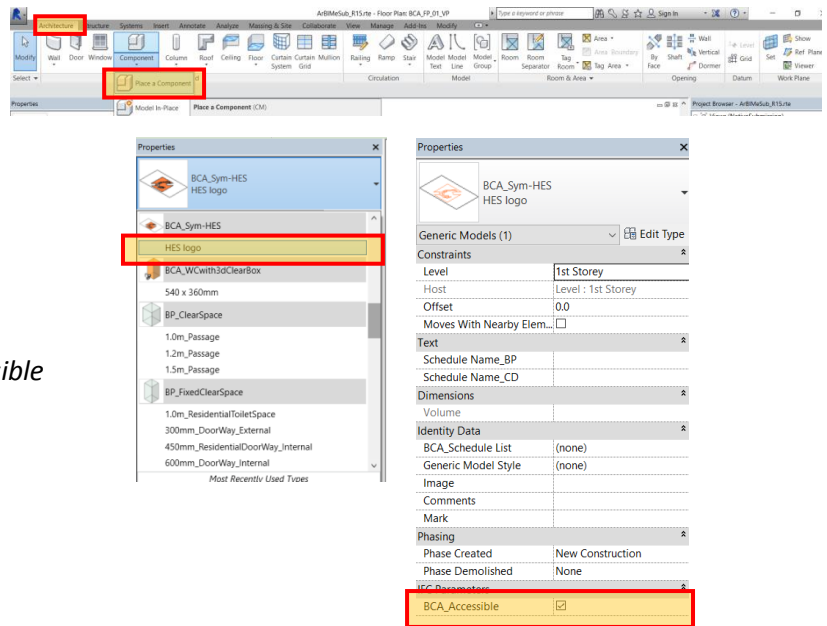 ArBIMeSub_R15.rte - Floor Plan: BCA_FP_01_VP
Type a keyword or phrase
Sign In
Architecture Structure Systems Insert Annotate Analyze Massing & Site Collaborate View Manage Add-Ins Modify
Modify Wall Door Window Component Column Roof Ceiling Floor Curtain System Curtain Grid Mullion Railing Ramp Stair Model Text Model Line Model Group Room Room Separator Tag Room Area Area Boundary Tag Area By Face Shaft Wall Vertical Dormer Level Grid Set Show Ref Plane Viewer
Select Circulation Model Room & Area Opening Datum Work Plane
Place a Component
Model In-Place
Place a Component (CM)
Properties
Project Browser - ArBIMeSub_R15.rte
Properties
BCA_Sym-HES
HES logo
BCA_Sym-HES
HES logo
BCA_WCwith3dClearBox
540 x 360mm
BP_ClearSpace
1.0m_Passage
1.2m_Passage
1.5m_Passage
BP_FixedClearSpace
1.0m_ResidentialToiletSpace
300mm_DoorWay_External
450mm_ResidentialDoorWay_Internal
600mm_DoorWay_Internal
Most Recently Used Types
Properties
BCA_Sym-HES
HES logo
Generic Models (1) Edit Type
Constraints
Level 1st Storey
Host Level : 1st Storey
Offset 0.0
Moves With Nearby Elem...
Text
Schedule Name_BP
Schedule Name_CD
Dimensions
Volume
Identity Data
BCA_Schedule List (none)
Generic Model Style (none)
Image
Comments
Mark
Phasing
Phase Created New Construction
Phase Demolished None
IFC Parameters
BCA_Accessible
sible